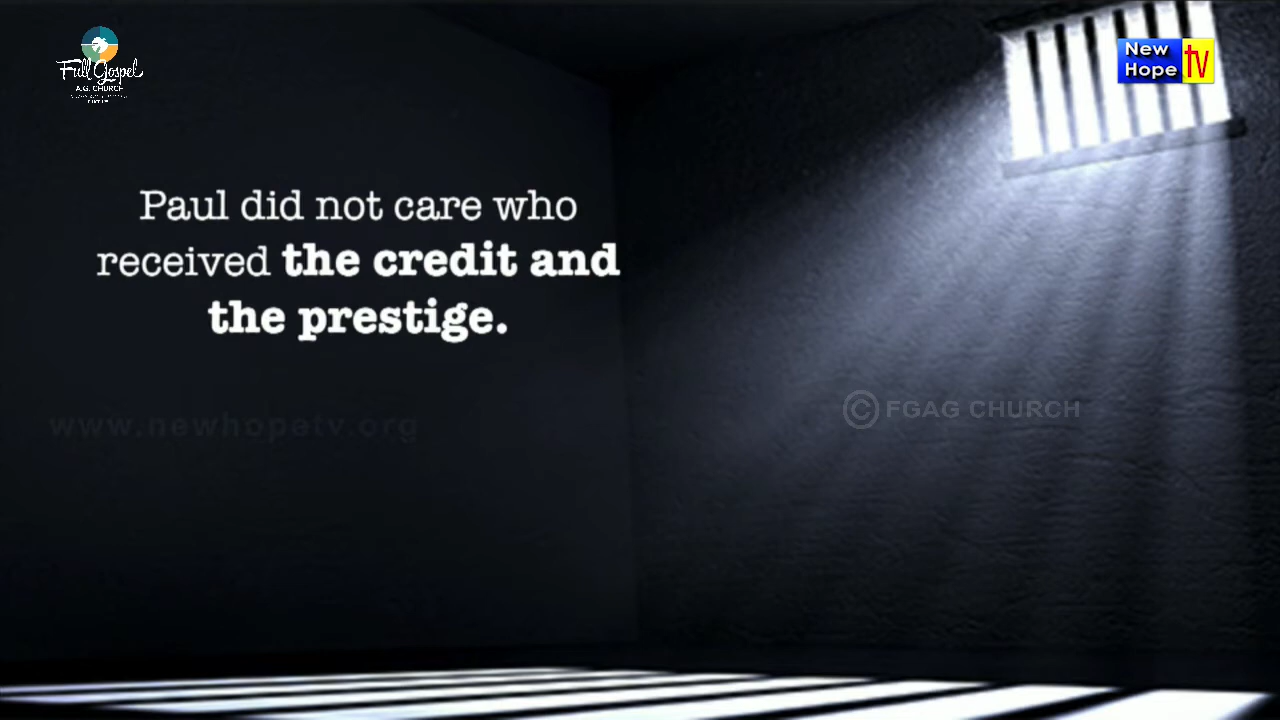 Full Gospel
A.G. CHURCH
New
Hope
TV
Paul did not care who
received the credit and
the prestige.
© FGAG CHURCH
www.newhopetv.org